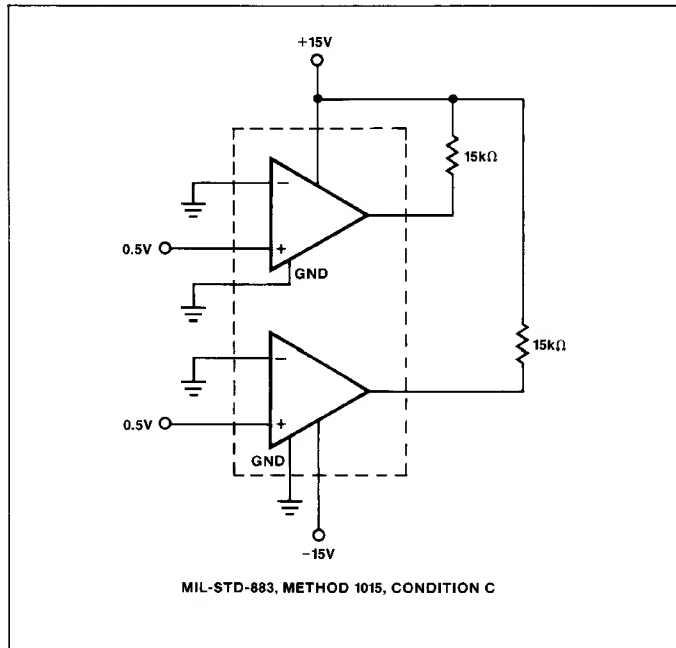 +15V
15kΩ
−
0.5V
+
GND
15kΩ
−
0.5V
+
GND
−15V
MIL-STD-883, METHOD 1015, CONDITION C